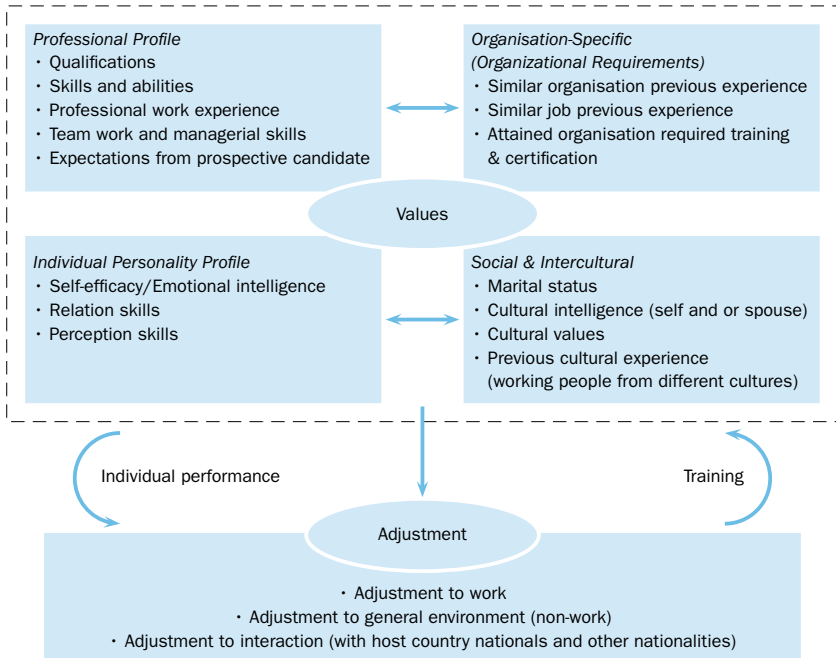 Professional Profile
· Qualifications
· Skills and abilities
· Professional work experience
· Team work and managerial skills
· Expectations from prospective candidate
Organisation-Specific
(Organizational Requirements)
· Similar organisation previous experience
· Similar job previous experience
· Attained organisation required training
& certification
Values
Individual Personality Profile
· Self-efficacy/Emotional intelligence
· Relation skills
· Perception skills
Social & Intercultural
· Marital status
· Cultural intelligence (self and or spouse)
· Cultural values
· Previous cultural experience
(working people from different cultures)
Individual performance
Training
Adjustment
· Adjustment to work
· Adjustment to general environment (non-work)
· Adjustment to interaction (with host country nationals and other nationalities)